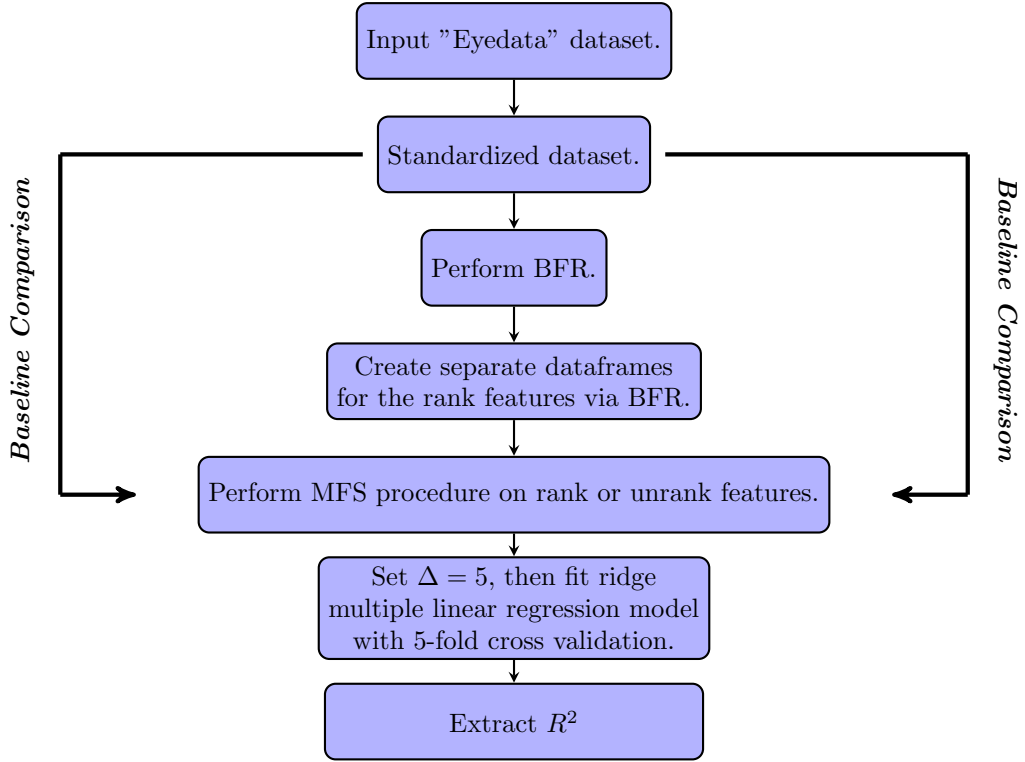 Input ”Eyedata” dataset.
Standardized dataset.
Baseline Comparison
Baseline Comparison
Perform BFR.
Create separate dataframes
for the rank features via BFR.
Perform MFS procedure on rank or unrank features.
Set Δ = 5, then fit ridge
multiple linear regression model
with 5-fold cross validation.
Extract R²